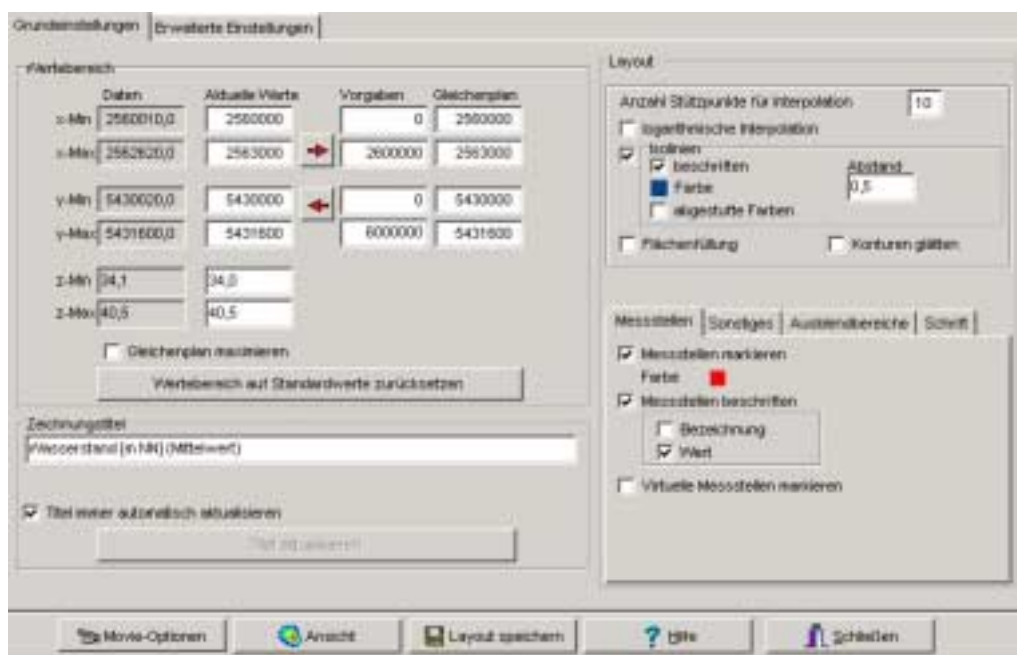 Grundeinstellungen Erweiterte Einstellungen
Wertebereich
Daten Aktuelle Werte Vorgaben Gleichenplan
x-Min 2560010,0 2560000 0 2560000
x-Max 2562620,0 2563000 2600000 2563000
y-Min 5430020,0 5430000 0 5430000
y-Max 5431600,0 5431600 6000000 5431600
z-Min 34,1 34,0
z-Max 40,5 40,5
Gleichenplan maximieren
Wertebereich auf Standardwerte zurücksetzen
Zeichnungstitel
Wasserstand [m NN] (Mittelwert)
Titel immer automatisch aktualisieren
Titel aktualisieren
Layout
Anzahl Stützpunkte für Interpolation 10
logarithmische Interpolation
Isolinien
beschriften Abstand
Farbe 0,5
abgestufte Farben
Flächenfüllung Konturen glätten
Messstellen Sonstiges Ausblendbereiche Schrift
Messstellen markieren
Farbe
Messstellen beschriften
Bezeichnung
Wert
Virtuelle Messstellen markieren
Movie-Optionen Ansicht Layout speichern Hilfe Schließen